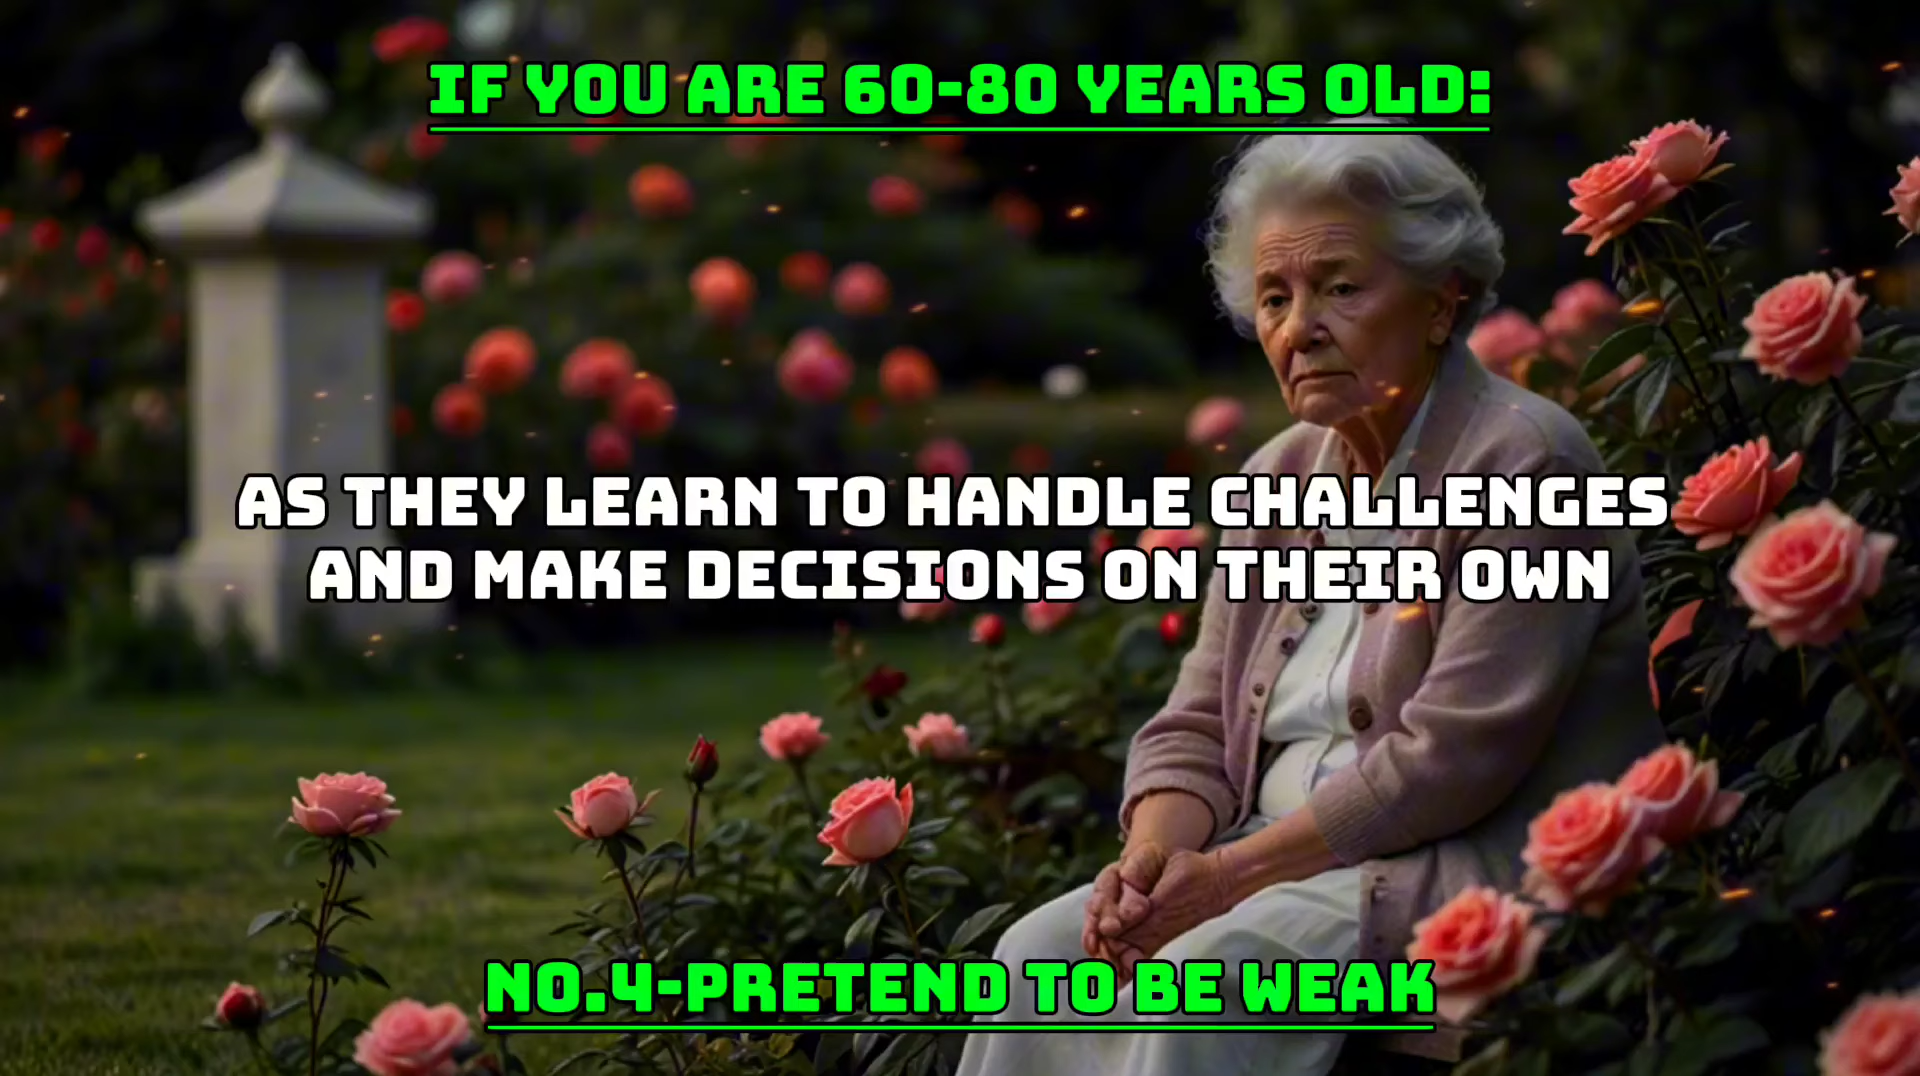 IF YOU ARE 60-80 YEARS OLD:
AS THEY LEARN TO HANDLE CHALLENGES
AND MAKE DECISIONS ON THEIR OWN
NO.4-PRETEND TO BE WEAK